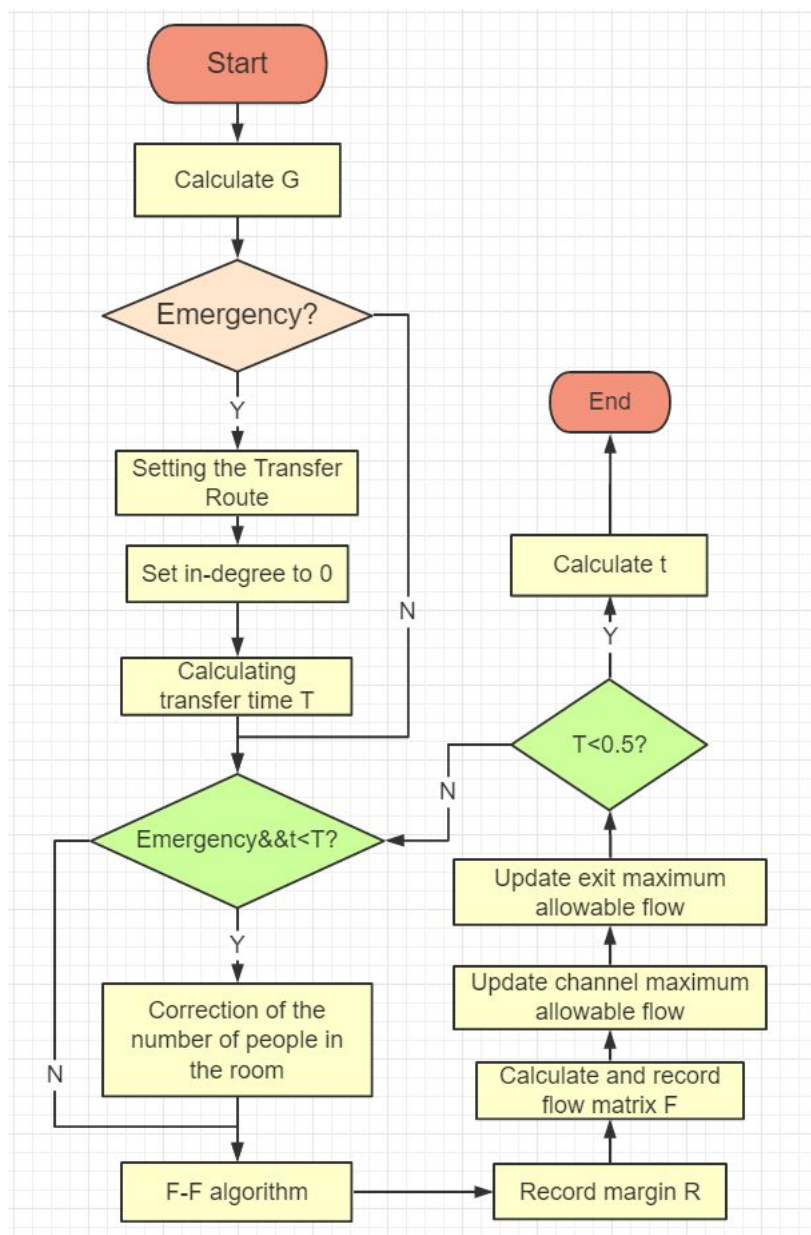 Start
Calculate G
Emergency?
Y
N
Setting the Transfer
Route
Set in-degree to 0
Calculating
transfer time T
Emergency&&t<T?
Y
N
Correction of the
number of people in
the room
F-F algorithm
Record margin R
Calculate and record
flow matrix F
Update channel maximum
allowable flow
Update exit maximum
allowable flow
T<0.5?
N
Y
Calculate t
End